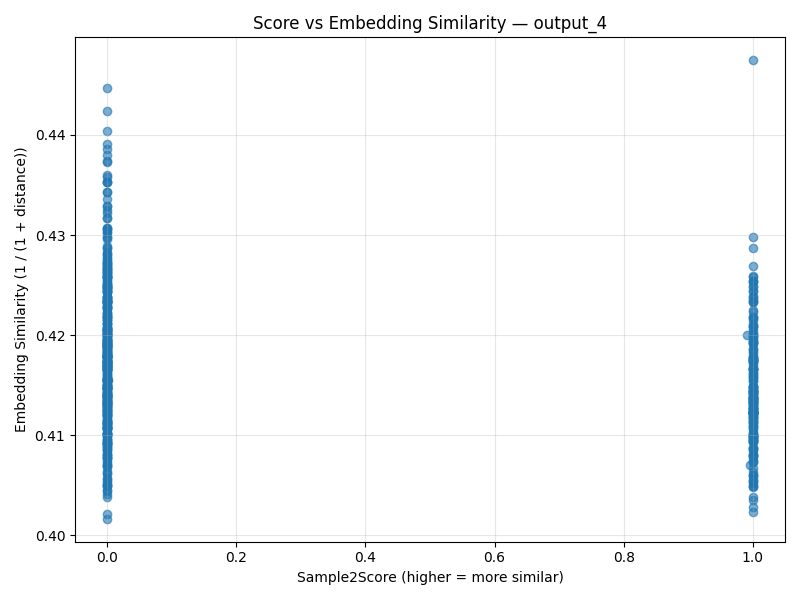 Score vs Embedding Similarity — output_4
Embedding Similarity (1 / (1 + distance))
0.44
0.43
0.42
0.41
0.40
0.0 0.2 0.4 0.6 0.8 1.0
Sample2Score (higher = more similar)